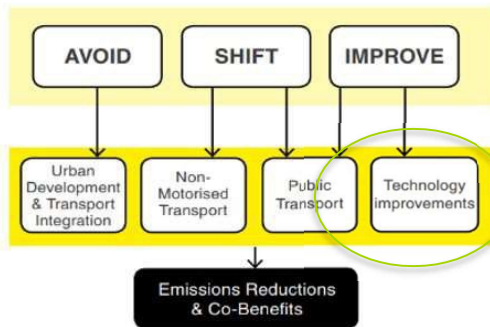 AVOID
SHIFT
IMPROVE
Urban
Development
& Transport
Integration
Non-
Motorised
Transport
Public
Transport
Technology
improvements
Emissions Reductions
& Co-Benefits